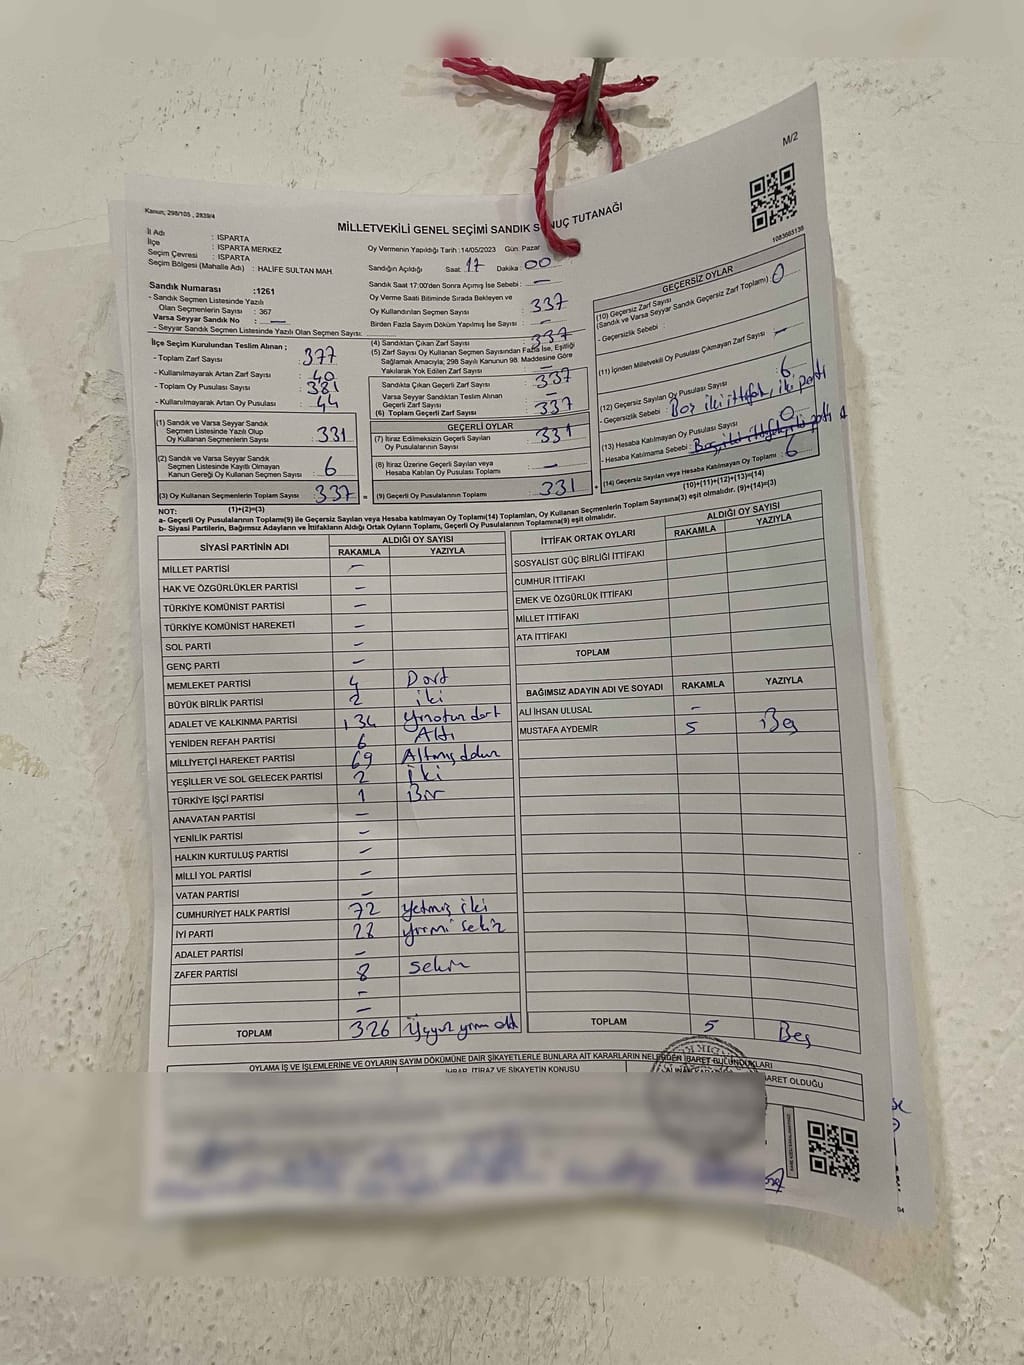 M/2
Kanun; 298/105 , 2839/4
MİLLETVEKİLİ GENEL SEÇİMİ SANDIK S NUÇ TUTANAĞI
1083665135
İl Adı : ISPARTA
İlçe : ISPARTA MERKEZ
Seçim Çevresi : ISPARTA
Seçim Bölgesi (Mahalle Adı) : HALİFE SULTAN MAH.
Oy Vermenin Yapıldığı Tarih : 14/05/2023 Gün: Pazar
Sandığın Açıldığı Saat: 17 Dakika: 00
Sandık Saat 17:00'den Sonra Açımış İse Sebebi: —
Oy Verme Saati Bitiminde Sırada Bekleyen ve
Oy Kullandırılan Seçmen Sayısı : 337
Birden Fazla Sayım Döküm Yapılmış İse Sayısı : —
Sandık Numarası :1261
- Sandık Seçmen Listesinde Yazılı
Olan Seçmenlerin Sayısı : 367
Varsa Seyyar Sandık No : —
- Seyyar Sandık Seçmen Listesinde Yazılı Olan Seçmen Sayısı:
İlçe Seçim Kurulundan Teslim Alınan ;
- Toplam Zarf Sayısı : 377
- Kullanılmayarak Artan Zarf Sayısı : 40
- Toplam Oy Pusulası Sayısı : 381
- Kullanılmayarak Artan Oy Pusulası : 44
(1) Sandık ve Varsa Seyyar Sandık
Seçmen Listesinde Yazılı Olup
Oy Kullanan Seçmenlerin Sayısı : 331
(2) Sandık ve Varsa Seyyar Sandık
Seçmen Listesinde Kayıtlı Olmayan
Kanun Gereği Oy Kullanan Seçmen Sayısı : 6
(3) Oy Kullanan Seçmenlerin Toplam Sayısı : 337 =
(1)+(2)=(3)
(4) Sandıktan Çıkan Zarf Sayısı : 337
(5) Zarf Sayısı Oy Kullanan Seçmen Sayısından Fazla İse, Eşitliği
Sağlamak Amacıyla; 298 Sayılı Kanunun 98. Maddesine Göre
Yakılarak Yok Edilen Zarf Sayısı : —
Sandıkta Çıkan Geçerli Zarf Sayısı : 337
Varsa Seyyar Sandıktan Teslim Alınan
Geçerli Zarf Sayısı : —
(6) Toplam Geçerli Zarf Sayısı : 337
GEÇERLİ OYLAR
(7) İtiraz Edilmeksizin Geçerli Sayılan
Oy Pusulalarının Sayısı : 331
(8) İtiraz Üzerine Geçerli Sayılan veya
Hesaba Katılan Oy Pusulası Toplamı : —
(9) Geçerli Oy Pusulalarının Toplamı : 331 +
GEÇERSİZ OYLAR
(10) Geçersiz Zarf Sayısı
(Sandık ve Varsa Seyyar Sandık Geçersiz Zarf Toplamı) : 0
- Geçersizlik Sebebi :
(11) İçinden Milletvekili Oy Pusulası Çıkmayan Zarf Sayısı : —
(12) Geçersiz Sayılan Oy Pusulası Sayısı : 6
- Geçersizlik Sebebi : Boş iki ittifak, iki parti
(13) Hesaba Katılmayan Oy Pusulası Sayısı : 0
- Hesaba Katılmama Sebebi :
(14) Geçersiz Sayılan veya Hesaba Katılmayan Oy Toplamı : 6
(10)+(11)+(12)+(13)=(14)
NOT:
a- Geçerli Oy Pusulalarının Toplamı(9) ile Geçersiz Sayılan veya Hesaba katılmayan Oy Toplamı(14) Toplamları, Oy Kullanan Seçmenlerin Toplam Sayısına(3) eşit olmalıdır. (9)+(14)=(3)
b- Siyasi Partilerin, Bağımsız Adayların ve İttifakların Aldığı Ortak Oyların Toplamı, Geçerli Oy Pusulalarının Toplamına(9) eşit olmalıdır.
SİYASİ PARTİNİN ADI ALDIĞI OY SAYISI
RAKAMLA YAZIYLA
MİLLET PARTİSİ —
HAK VE ÖZGÜRLÜKLER PARTİSİ —
TÜRKİYE KOMÜNİST PARTİSİ —
TÜRKİYE KOMÜNİST HAREKETİ —
SOL PARTİ —
GENÇ PARTİ —
MEMLEKET PARTİSİ 4 Dört
BÜYÜK BİRLİK PARTİSİ 2 iki
ADALET VE KALKINMA PARTİSİ 134
YENİDEN REFAH PARTİSİ 6 Altı
MİLLİYETÇİ HAREKET PARTİSİ 69
YEŞİLLER VE SOL GELECEK PARTİSİ 2 iki
TÜRKİYE İŞÇİ PARTİSİ 1 Bir
ANAVATAN PARTİSİ —
YENİLİK PARTİSİ —
HALKIN KURTULUŞ PARTİSİ —
MİLLİ YOL PARTİSİ —
VATAN PARTİSİ —
CUMHURİYET HALK PARTİSİ 72 yetmiş iki
İYİ PARTİ 28 yirmi sekiz
ADALET PARTİSİ —
ZAFER PARTİSİ 8 sekiz
—
—
TOPLAM 326 üçyüz yirmi altı
İTTİFAK ORTAK OYLARI ALDIĞI OY SAYISI
RAKAMLA YAZIYLA
SOSYALİST GÜÇ BİRLİĞİ İTTİFAKI
CUMHUR İTTİFAKI
EMEK VE ÖZGÜRLÜK İTTİFAKI
MİLLET İTTİFAKI
ATA İTTİFAKI
TOPLAM
BAĞIMSIZ ADAYIN ADI VE SOYADI RAKAMLA YAZIYLA
ALİ İHSAN ULUSAL -
MUSTAFA AYDEMİR 5 Beş
TOPLAM 5 Beş
OYLAMA İŞ VE İŞLEMLERİNE VE OYLARIN SAYIM DÖKÜMÜNE DAİR ŞİKAYETLERLE BUNLARA AİT KARARLARIN NELERDEN İBARET BULUNDUKLARI
İHBAR, İTİRAZ VE ŞİKAYETİN KONUSU
BARET OLDUĞU